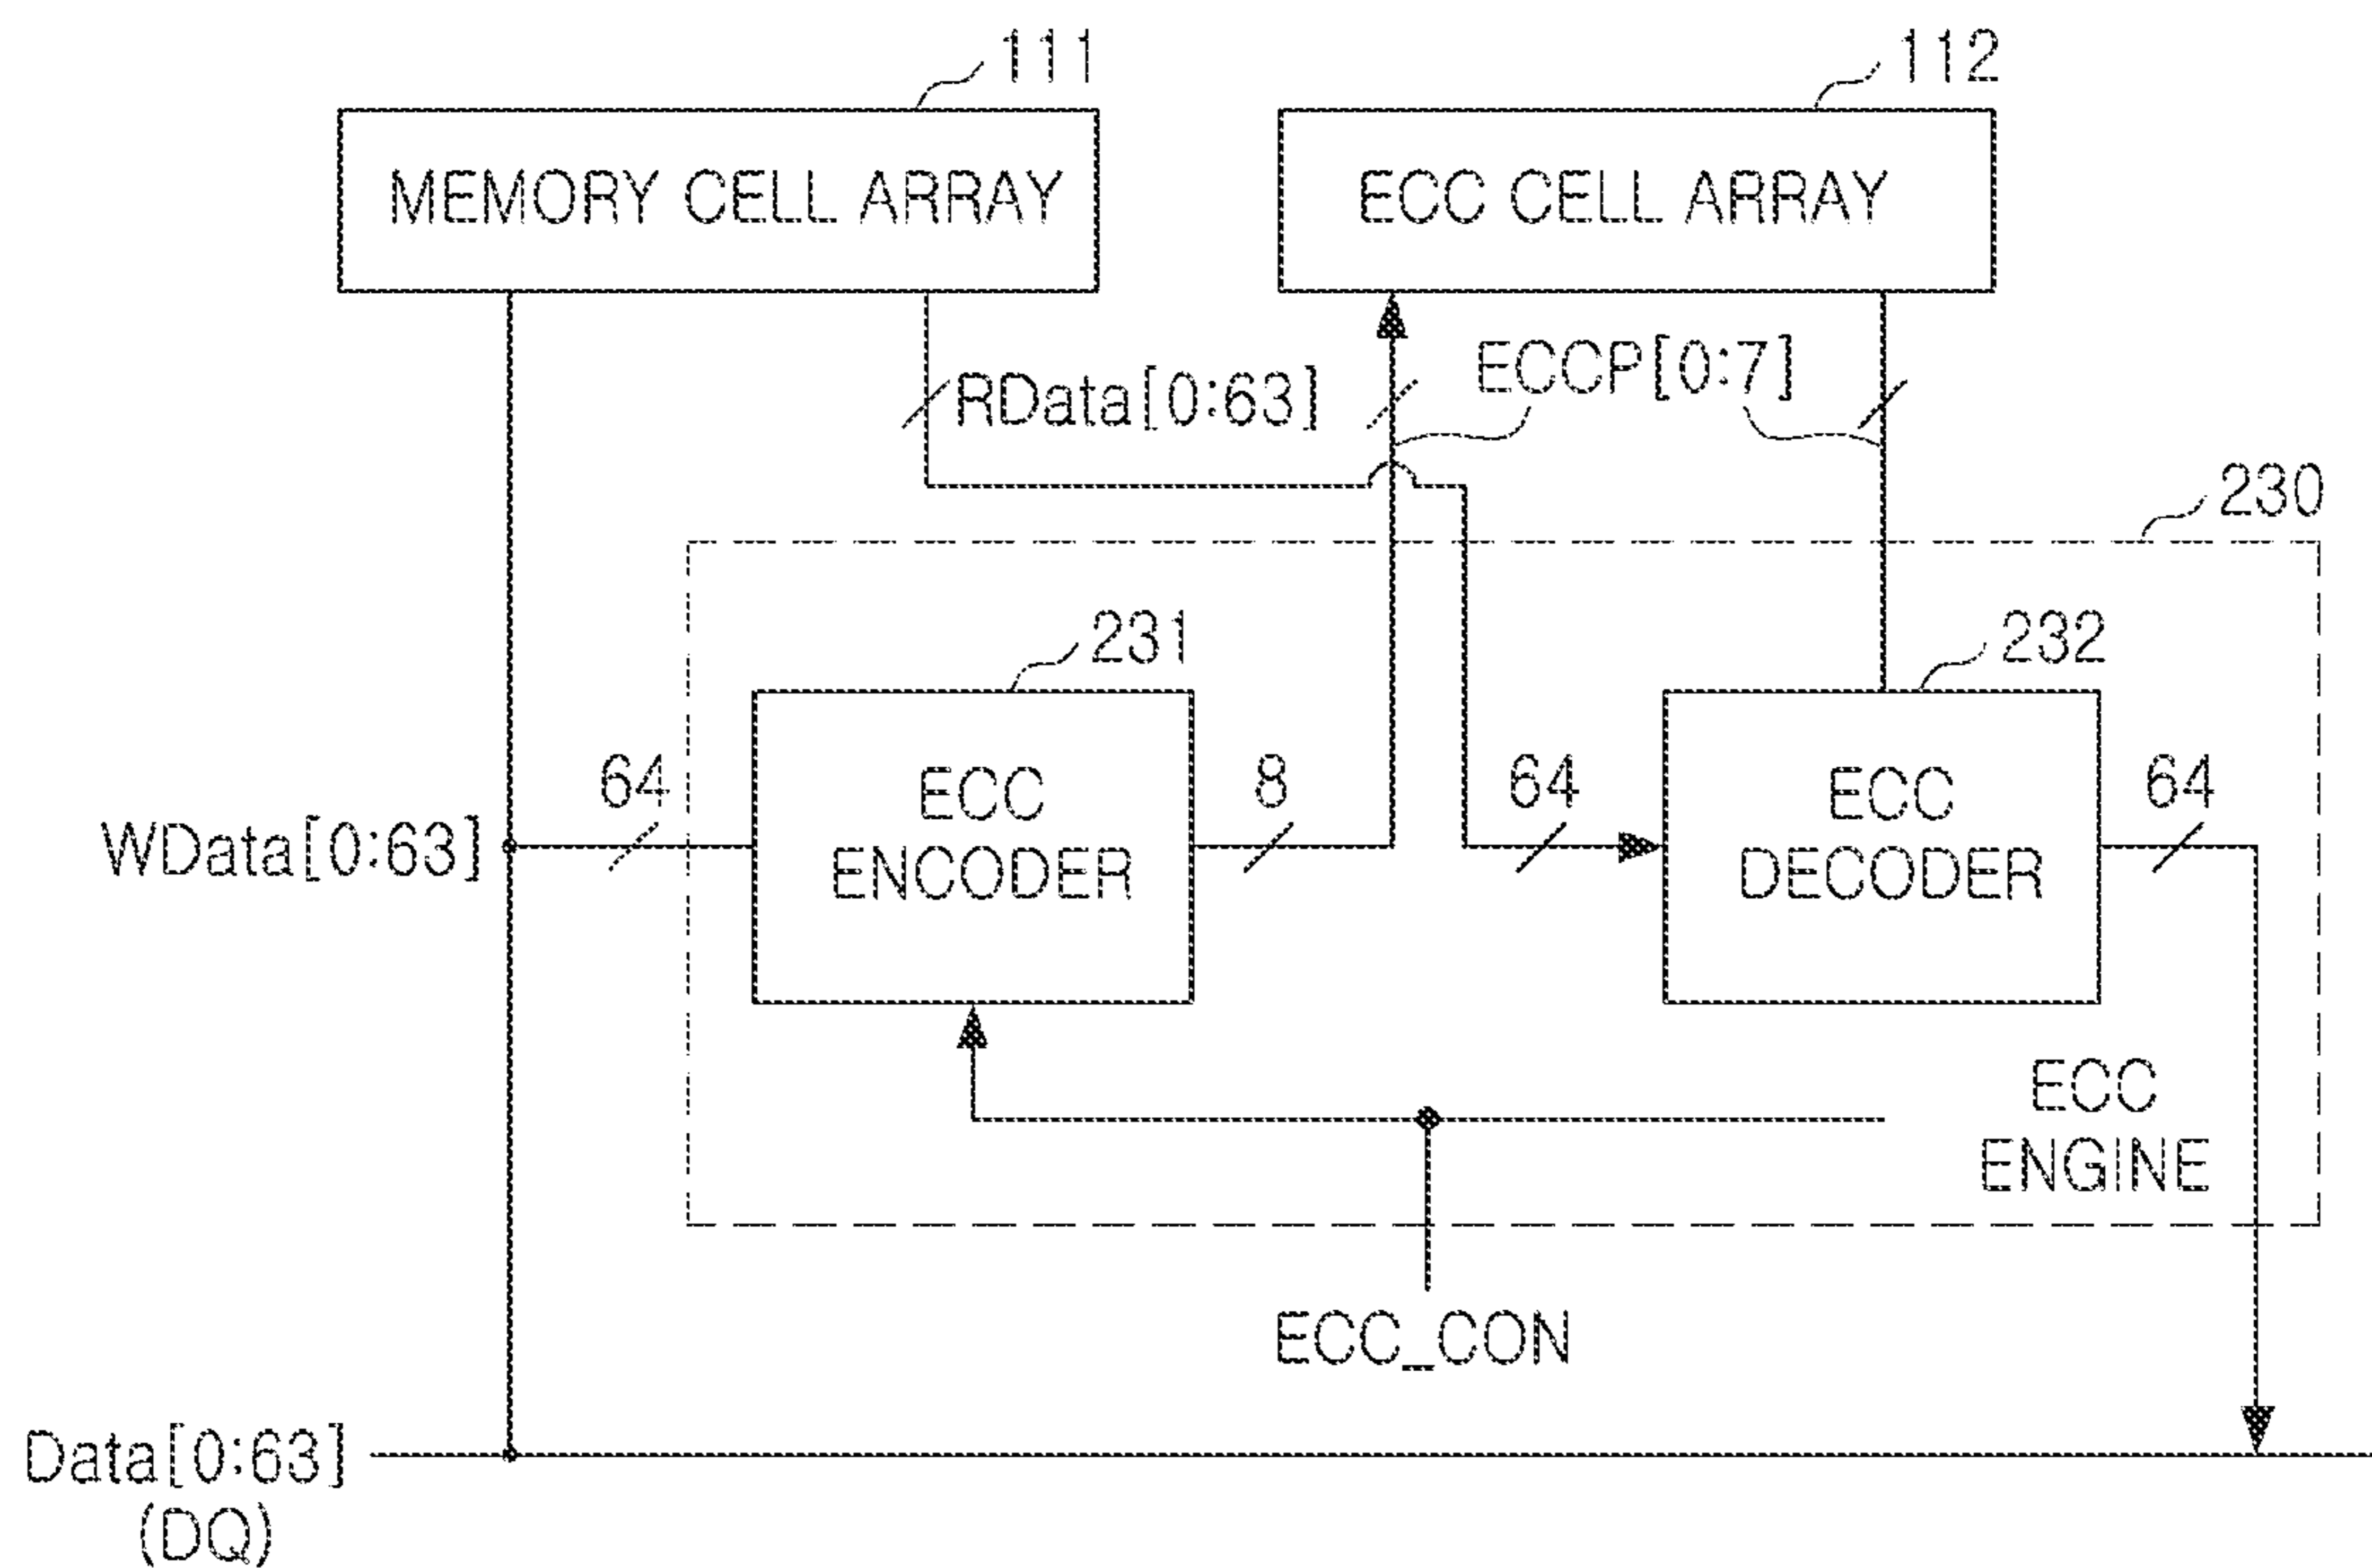 111
112
MEMORY CELL ARRAY
ECC CELL ARRAY
RData[0:63]
ECCP[0:7]
230
231
232
64
8
64
64
WData[0:63]
ECC
ENCODER
ECC
DECODER
ECC
ENGINE
ECC_CON
Data[0:63]
(DQ)